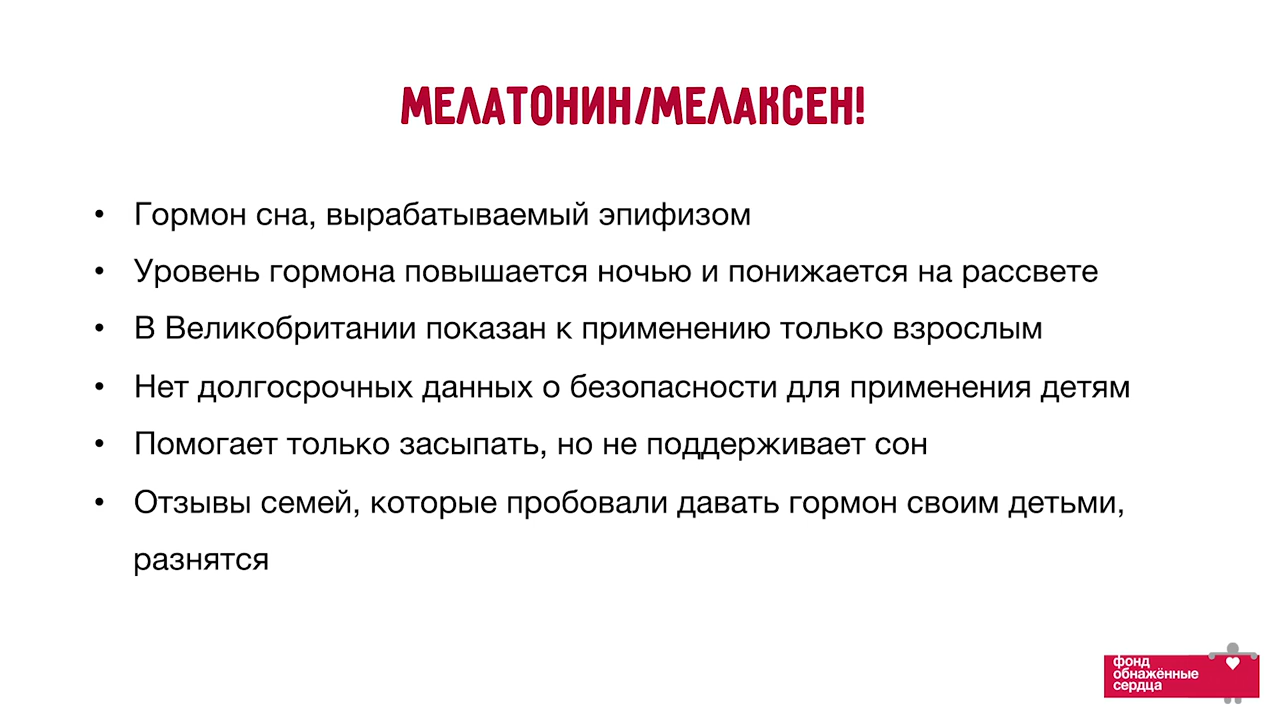 МЕЛАТОНИН/МЕЛАКСЕН!
• Гормон сна, вырабатываемый эпифизом
• Уровень гормона повышается ночью и понижается на рассвете
• В Великобритании показан к применению только взрослым
• Нет долгосрочных данных о безопасности для применения детям
• Помогает только засыпать, но не поддерживает сон
• Отзывы семей, которые пробовали давать гормон своим детьми,
разнятся
фонд
обнажённые
сердца